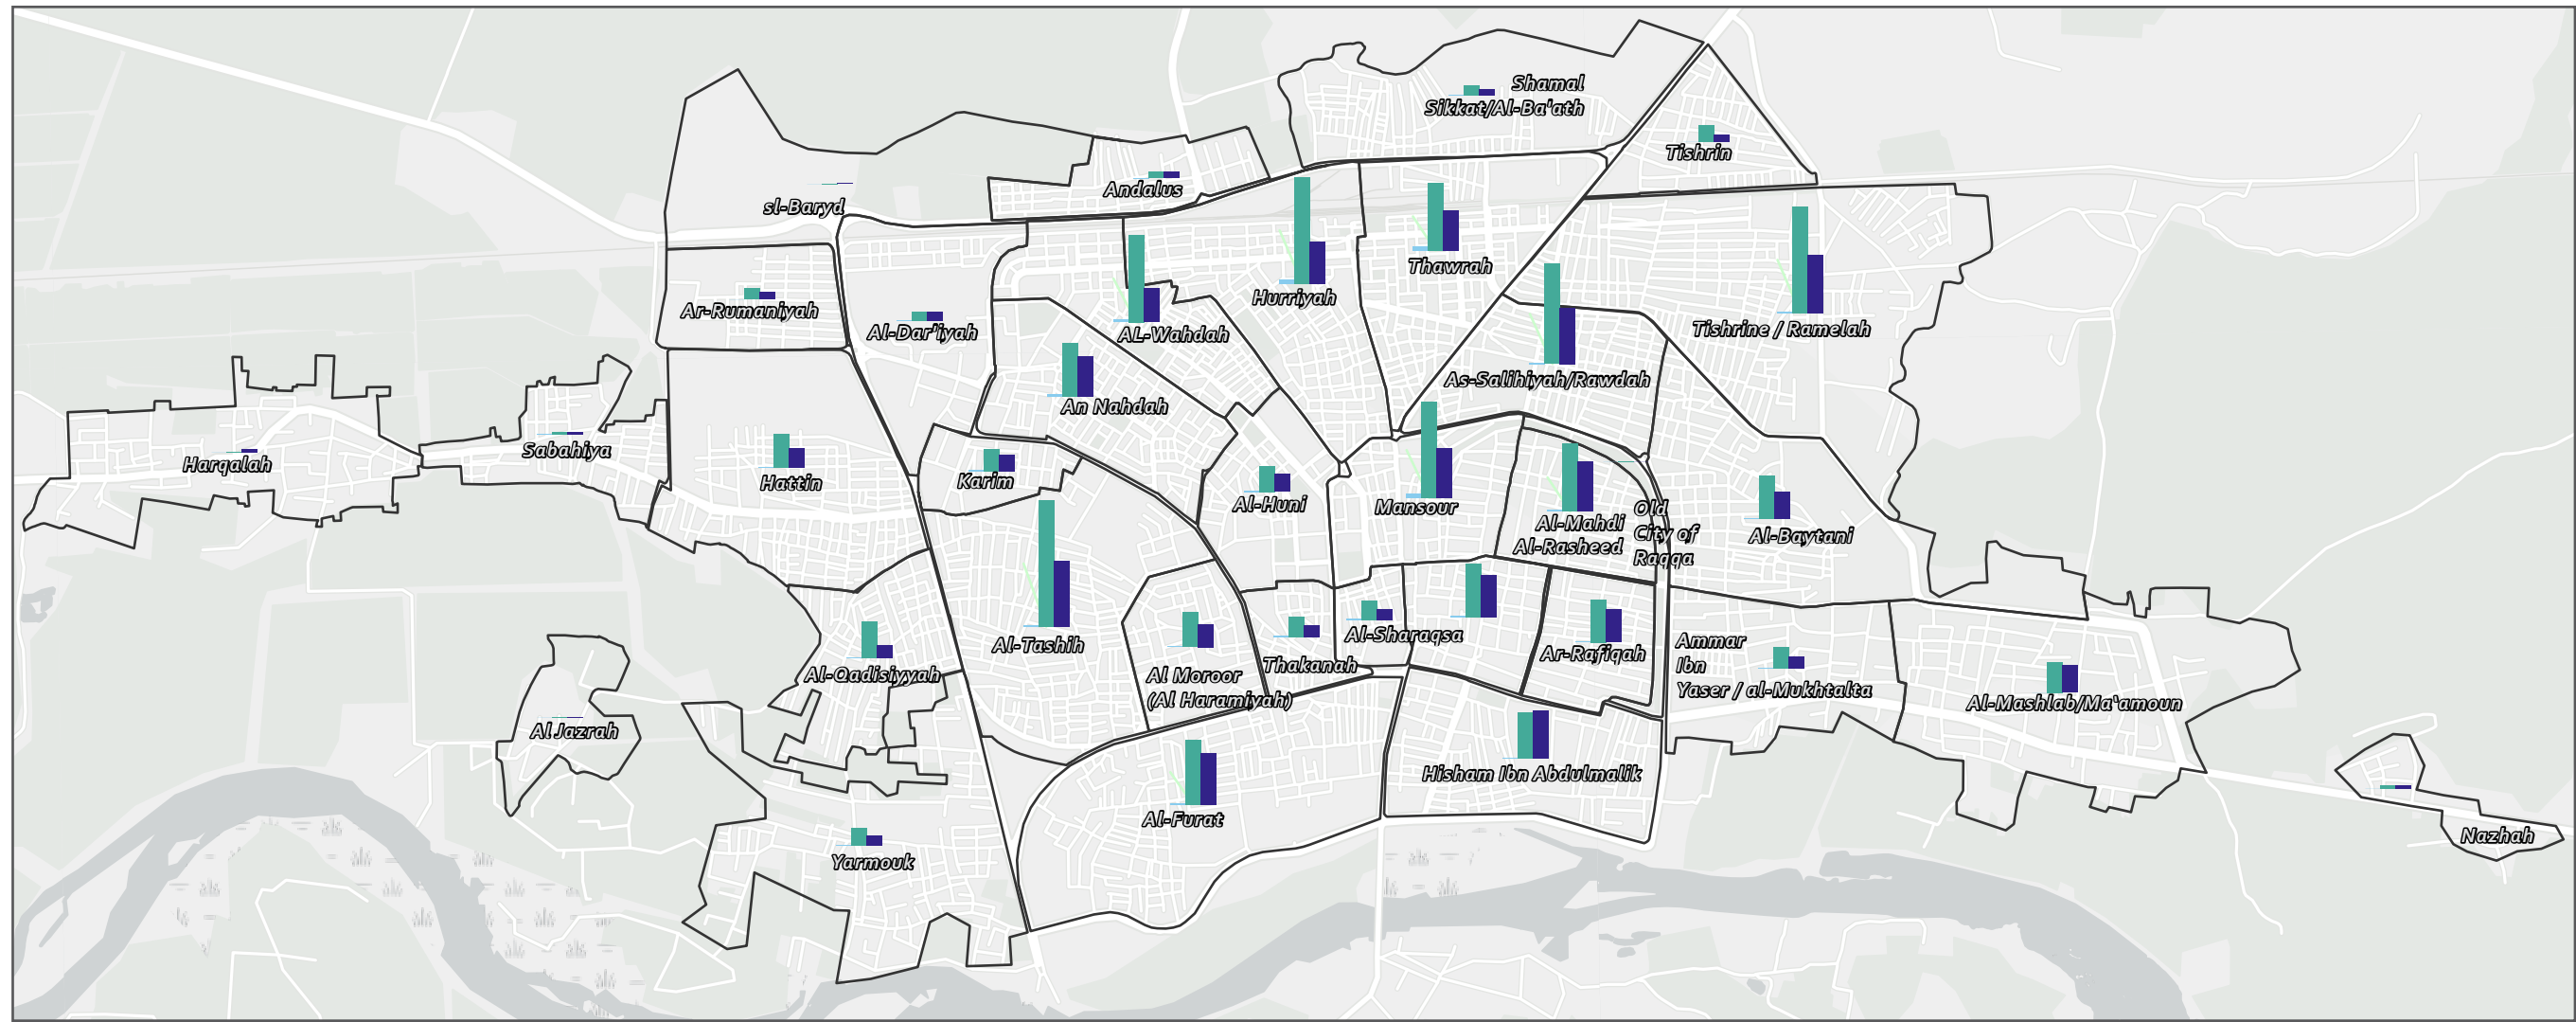 Shamal
Sikkat/Al-Ba'ath
Tishrin
Andalus
sl-Baryd
Thawrah
Hurriyah
Ar-Rumaniyah
Al-Dar'iyah
AL-Wahdah
Tishrine / Ramelah
As-Salihiyah/Rawdah
An Nahdah
Sabahiya
Harqalah
Hattin
Karim
Al-Huni
Mansour
Al-Mahdi
Al-Rasheed
Old
City of
Raqqa
Al-Baytani
Al-Tashih
Al-Sharaqsa
Ar-Rafiqah
Ammar
Ibn
Yaser / al-Mukhtalta
Thakanah
Al-Qadisiyyah
Al Moroor
(Al Haramiyah)
Al-Mashlab/Ma'amoun
Al Jazrah
Hisham Ibn Abdulmalik
Al-Furat
Nazhah
Yarmouk